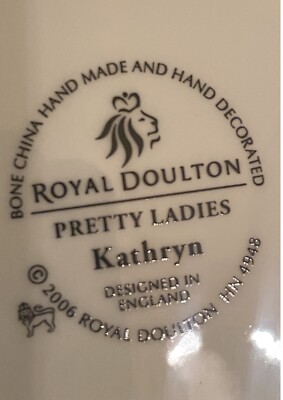 BONE CHINA HAND MADE AND HAND DECORATED
ROYAL DOULTON
PRETTY LADIES
Kathryn
DESIGNED IN
ENGLAND
© 2006 ROYAL DOULTON HN 4948